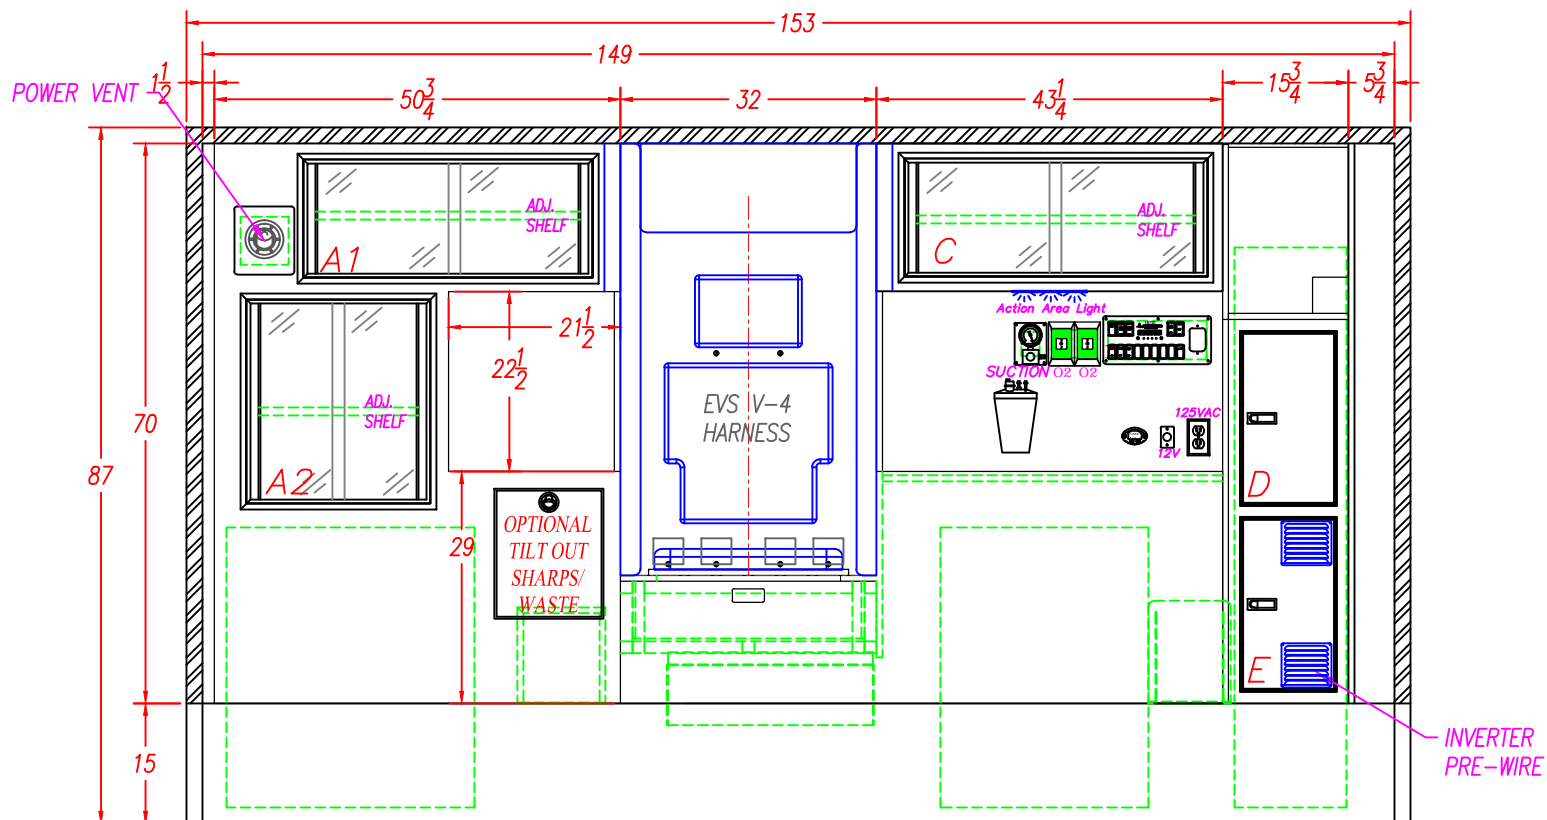 153
149
1 1/2
50 3/4
32
43 1/4
15 3/4
5 3/4
POWER VENT
ADJ.
SHELF
A1
ADJ.
SHELF
C
Action Area Light
21 1/2
22 1/2
SUCTION O2 O2
EVS V-4
HARNESS
ADJ.
SHELF
125VAC
12V
70
87
A2
D
OPTIONAL
TILT OUT
SHARPS/
WASTE
29
E
15
INVERTER
PRE-WIRE